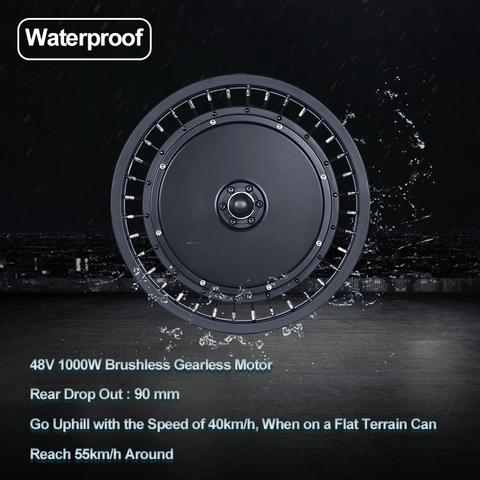 Waterproof
48V 1000W Brushless Gearless Motor
Rear Drop Out : 90 mm
Go Uphill with the Speed of 40km/h, When on a Flat Terrain Can
Reach 55km/h Around